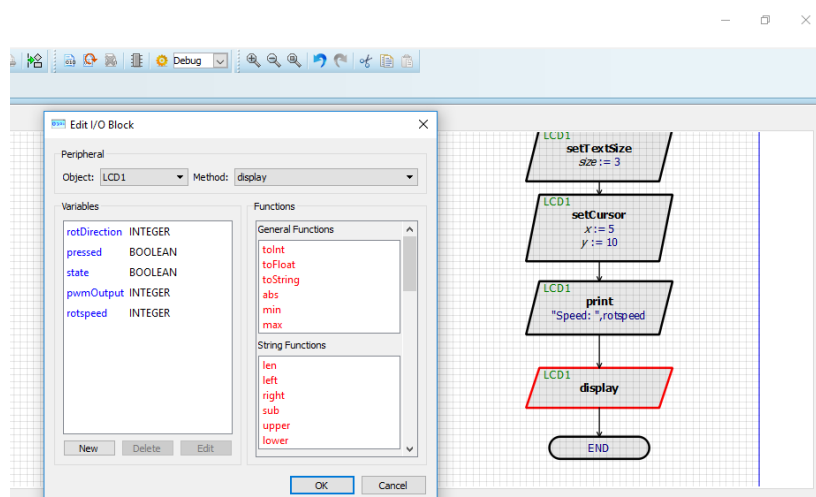 Debug
Edit I/O Block
Peripheral
Object: LCD1 Method: display
Variables
rotDirection INTEGER
pressed BOOLEAN
state BOOLEAN
pwmOutput INTEGER
rotspeed INTEGER
New Delete Edit
Functions
General Functions
toInt
toFloat
toString
abs
min
max
String Functions
len
left
right
sub
upper
lower
OK Cancel
LCD1
setTextSize
size := 3
LCD1
setCursor
x := 5
y := 10
LCD1
print
"Speed: ",rotspeed
LCD1
display
END